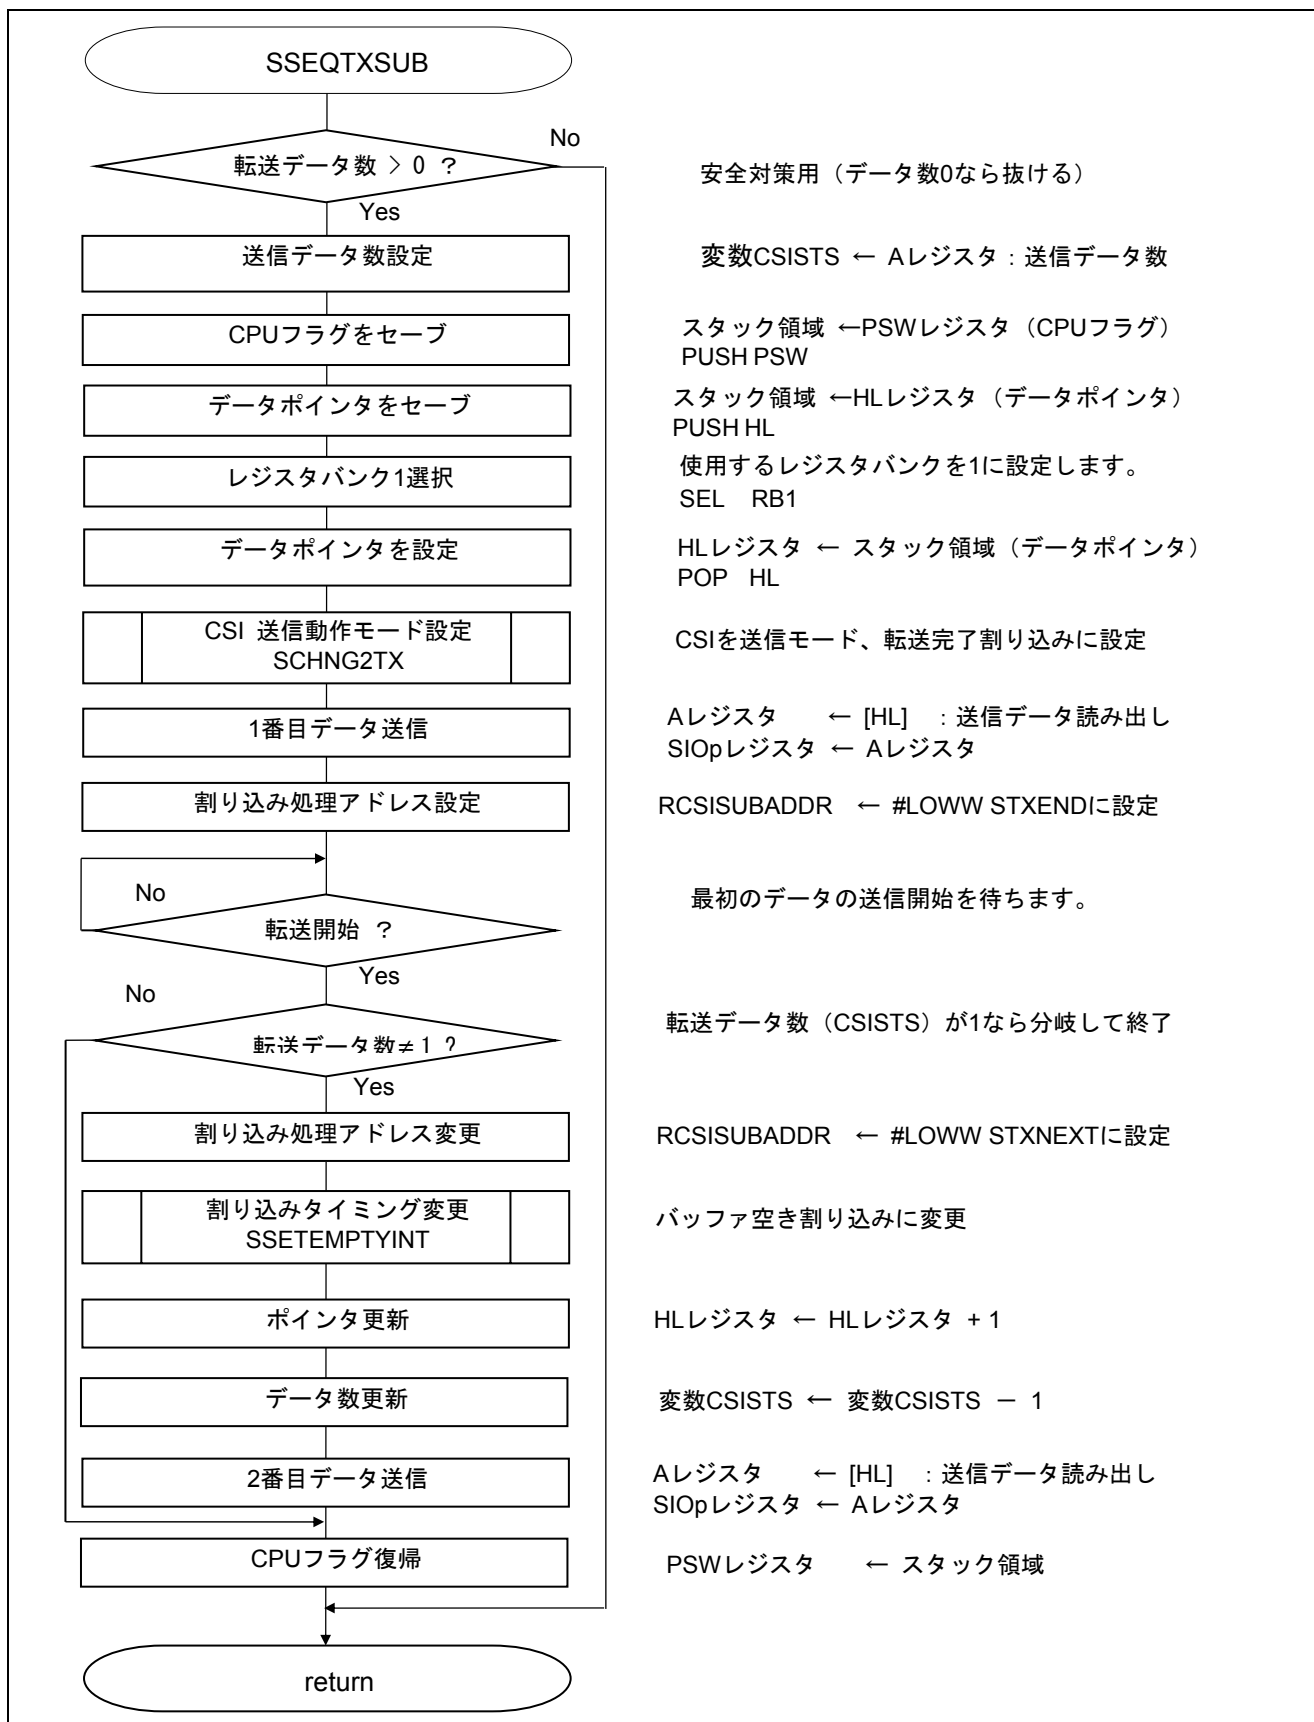 SSEQTXSUB
No
転送データ数 > 0 ?
安全対策用(データ数0なら抜ける)
Yes
送信データ数設定
変数CSISTS ← Aレジスタ:送信データ数
CPUフラグをセーブ
スタック領域 ←PSWレジスタ(CPUフラグ)
PUSH PSW
データポインタをセーブ
スタック領域 ←HLレジスタ(データポインタ)
PUSH HL
レジスタバンク1選択
使用するレジスタバンクを1に設定します。
SEL RB1
データポインタを設定
HLレジスタ ← スタック領域(データポインタ)
POP HL
CSI 送信動作モード設定
SCHNG2TX
CSIを送信モード、転送完了割り込みに設定
1番目データ送信
Aレジスタ ← [HL] :送信データ読み出し
SIOpレジスタ ← Aレジスタ
割り込み処理アドレス設定
RCSISUBADDR ← #LOWW STXENDに設定
No
最初のデータの送信開始を待ちます。
転送開始 ?
Yes
No
転送データ数(CSISTS)が1なら分岐して終了
転送データ数≠1 ?
Yes
割り込み処理アドレス変更
RCSISUBADDR ← #LOWW STXNEXTに設定
割り込みタイミング変更
SSETEMPTYINT
バッファ空き割り込みに変更
ポインタ更新
HLレジスタ ← HLレジスタ + 1
データ数更新
変数CSISTS ← 変数CSISTS － 1
2番目データ送信
Aレジスタ ← [HL] :送信データ読み出し
SIOpレジスタ ← Aレジスタ
CPUフラグ復帰
PSWレジスタ ← スタック領域
return